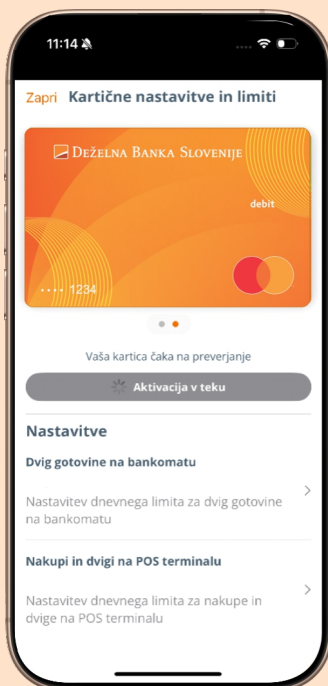 11:14
Zapri Kartične nastavitve in limiti
DEŽELNA BANKA SLOVENIJE
debit
•••• 1234
Vaša kartica čaka na preverjanje
Aktivacija v teku
Nastavitve
Dvig gotovine na bankomatu
Nastavitev dnevnega limita za dvig gotovine
na bankomatu
Nakupi in dvigi na POS terminalu
Nastavitev dnevnega limita za nakupe in
dvige na POS terminalu